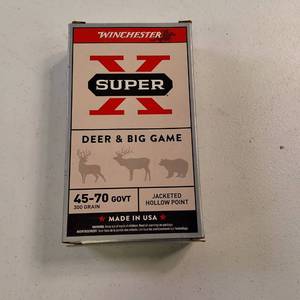 WINCHESTER
X
SUPER
DEER & BIG GAME
45-70 GOVT
300 GRAIN
JACKETED
HOLLOW POINT
★ MADE IN USA ★